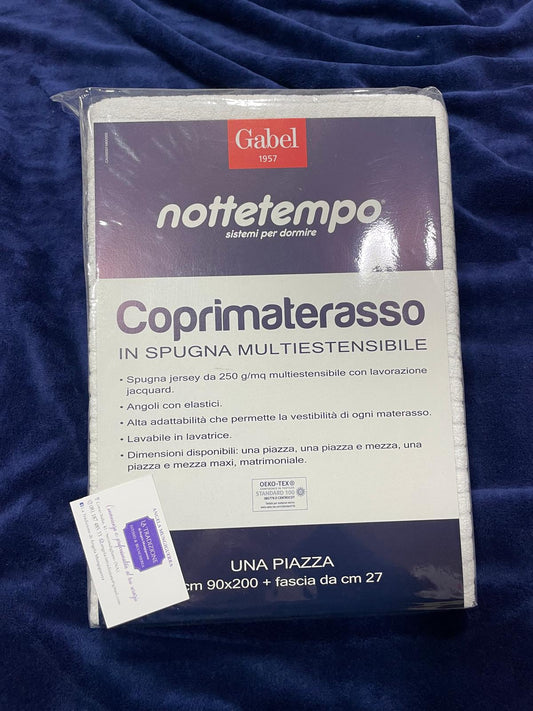 Gabel
1957
nottetempo
sistemi per dormire
Coprimaterasso
IN SPUGNA MULTIESTENSIBILE
• Spugna jersey da 250 g/mq multiestensibile con lavorazione
jacquard.
• Angoli con elastici.
• Alta adattabilità che permette la vestibilità di ogni materasso.
• Lavabile in lavatrice.
• Dimensioni disponibili: una piazza, una piazza e mezza, una
piazza e mezza maxi, matrimoniale.
OEKO-TEX®
STANDARD 100
UNA PIAZZA
cm 90x200 + fascia da cm 27
LA TRADIZIONE